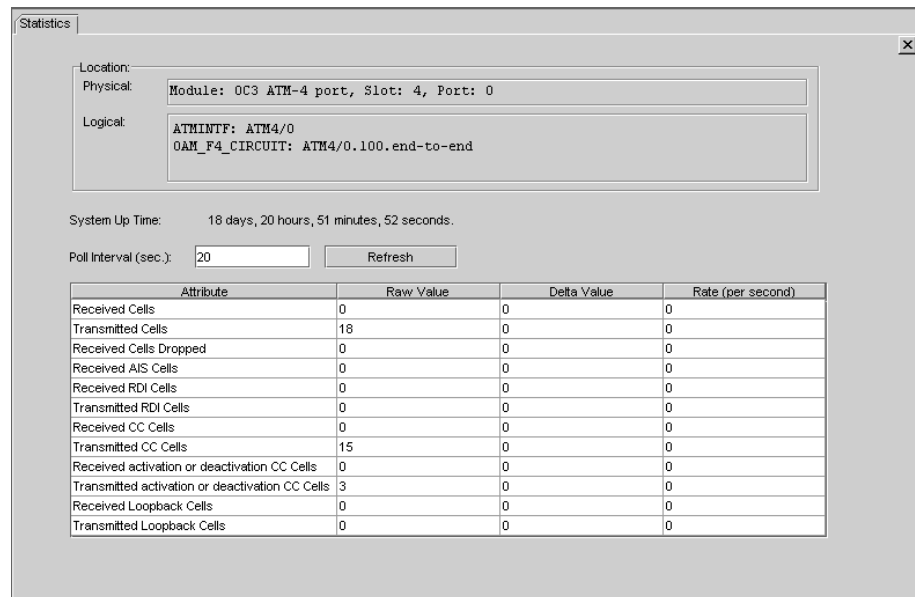 Statistics
Location:
Physical: Module: OC3 ATM-4 port, Slot: 4, Port: 0
Logical: ATMINTF: ATM4/0
OAM_F4_CIRCUIT: ATM4/0.100.end-to-end
System Up Time: 18 days, 20 hours, 51 minutes, 52 seconds.
Poll Interval (sec.): 20 Refresh
Attribute Raw Value Delta Value Rate (per second)
Received Cells 0 0 0
Transmitted Cells 18 0 0
Received Cells Dropped 0 0 0
Received AIS Cells 0 0 0
Received RDI Cells 0 0 0
Transmitted RDI Cells 0 0 0
Received CC Cells 0 0 0
Transmitted CC Cells 15 0 0
Received activation or deactivation CC Cells 0 0 0
Transmitted activation or deactivation CC Cells 3 0 0
Received Loopback Cells 0 0 0
Transmitted Loopback Cells 0 0 0